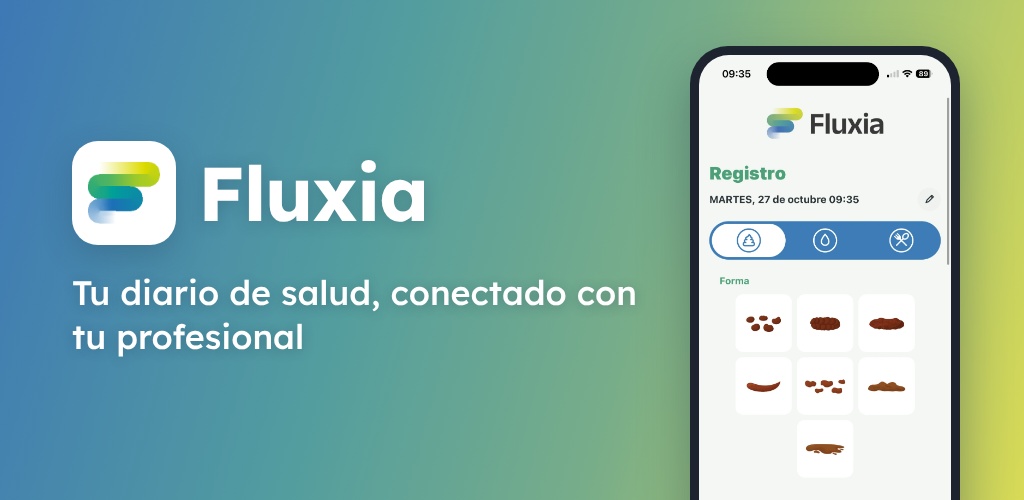 Fluxia
Tu diario de salud, conectado con
tu profesional
09:35
89
Fluxia
Registro
MARTES, 27 de octubre 09:35
Forma